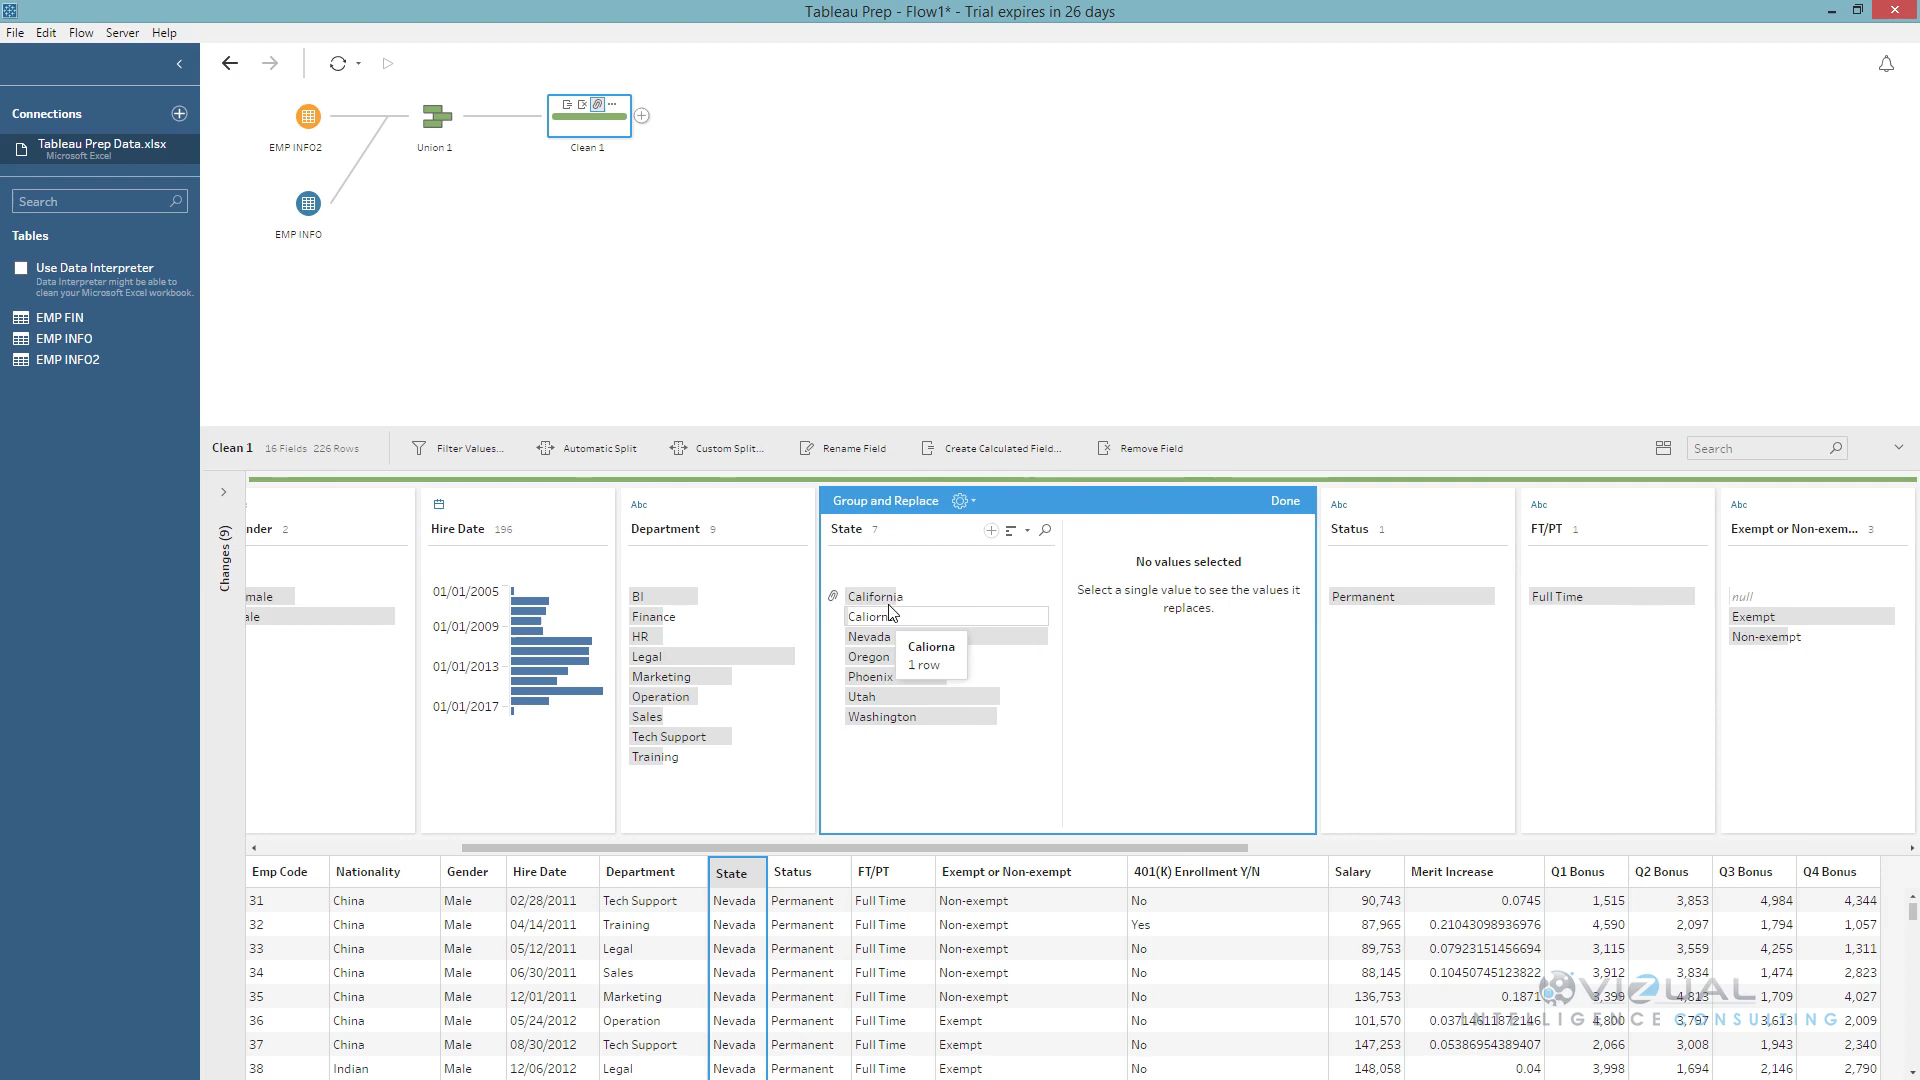 Tableau Prep - Flow1* - Trial expires in 26 days
File Edit Flow Server Help
Connections
Tableau Prep Data.xlsx
Microsoft Excel
Search
Tables
Use Data Interpreter
Data Interpreter might be able to
clean your Microsoft Excel workbook.
EMP FIN
EMP INFO
EMP INFO2
EMP INFO2
Union 1
Clean 1
EMP INFO
Clean 1 16 Fields 226 Rows Filter Values... Automatic Split Custom Split... Rename Field Create Calculated Field... Remove Field Search
Changes (9)
nder 2
male
ale
Hire Date 196
01/01/2005
01/01/2009
01/01/2013
01/01/2017
Abc
Department 9
BI
Finance
HR
Legal
Marketing
Operation
Sales
Tech Support
Training
Group and Replace Done
State 7
California
Caliorna
Nevada
Oregon
Phoenix
Utah
Washington
Caliorna
1 row
No values selected
Select a single value to see the values it
replaces.
Abc
Status 1
Permanent
Abc
FT/PT 1
Full Time
Abc
Exempt or Non-exem... 3
null
Exempt
Non-exempt
Emp Code Nationality Gender Hire Date Department State Status FT/PT Exempt or Non-exempt 401(K) Enrollment Y/N Salary Merit Increase Q1 Bonus Q2 Bonus Q3 Bonus Q4 Bonus
31 China Male 02/28/2011 Tech Support Nevada Permanent Full Time Non-exempt No 90,743 0.0745 1,515 3,853 4,984 4,344
32 China Male 04/14/2011 Training Nevada Permanent Full Time Non-exempt Yes 87,965 0.21043098936976 4,590 2,097 1,794 1,057
33 China Male 05/12/2011 Legal Nevada Permanent Full Time Non-exempt No 89,753 0.07923151456694 3,115 3,559 4,255 1,311
34 China Male 06/30/2011 Sales Nevada Permanent Full Time Non-exempt No 88,145 0.10450745123822 3,912 3,834 1,474 2,823
35 China Male 12/01/2011 Marketing Nevada Permanent Full Time Non-exempt No 136,753 0.1871 3,399 4,813 1,709 4,027
36 China Male 05/24/2012 Operation Nevada Permanent Full Time Exempt No 101,570 0.03714611872146 4,800 3,797 3,613 2,009
37 China Male 08/30/2012 Tech Support Nevada Permanent Full Time Exempt No 147,253 0.05386954389407 2,066 3,008 1,943 2,340
38 Indian Male 12/06/2012 Legal Nevada Permanent Full Time Exempt No 148,058 0.04 3,998 1,694 2,146 2,790
VIZUAL
INTELLIGENCE CONSULTING